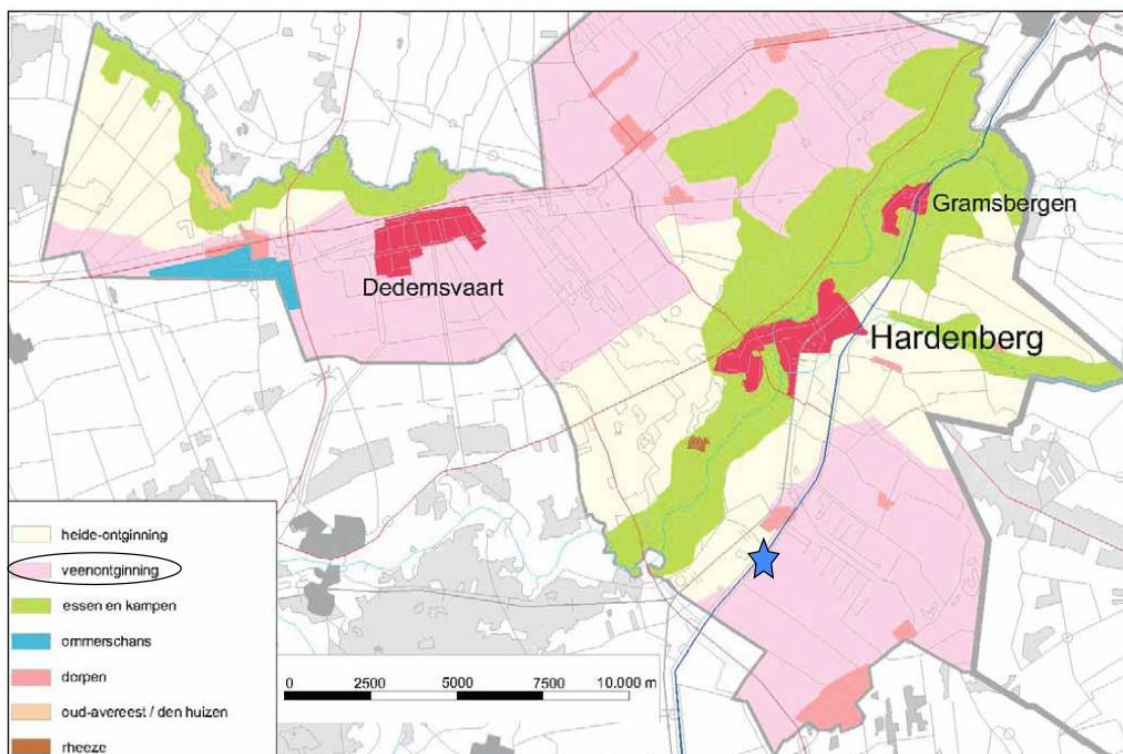 Gramsbergen
Dedemsvaart
Hardenberg
heide-ontginning
veenontginning
essen en kampen
ommerschans
dorpen
oud-avereest / den huizen
rheeze
0 2500 5000 7500 10.000 m